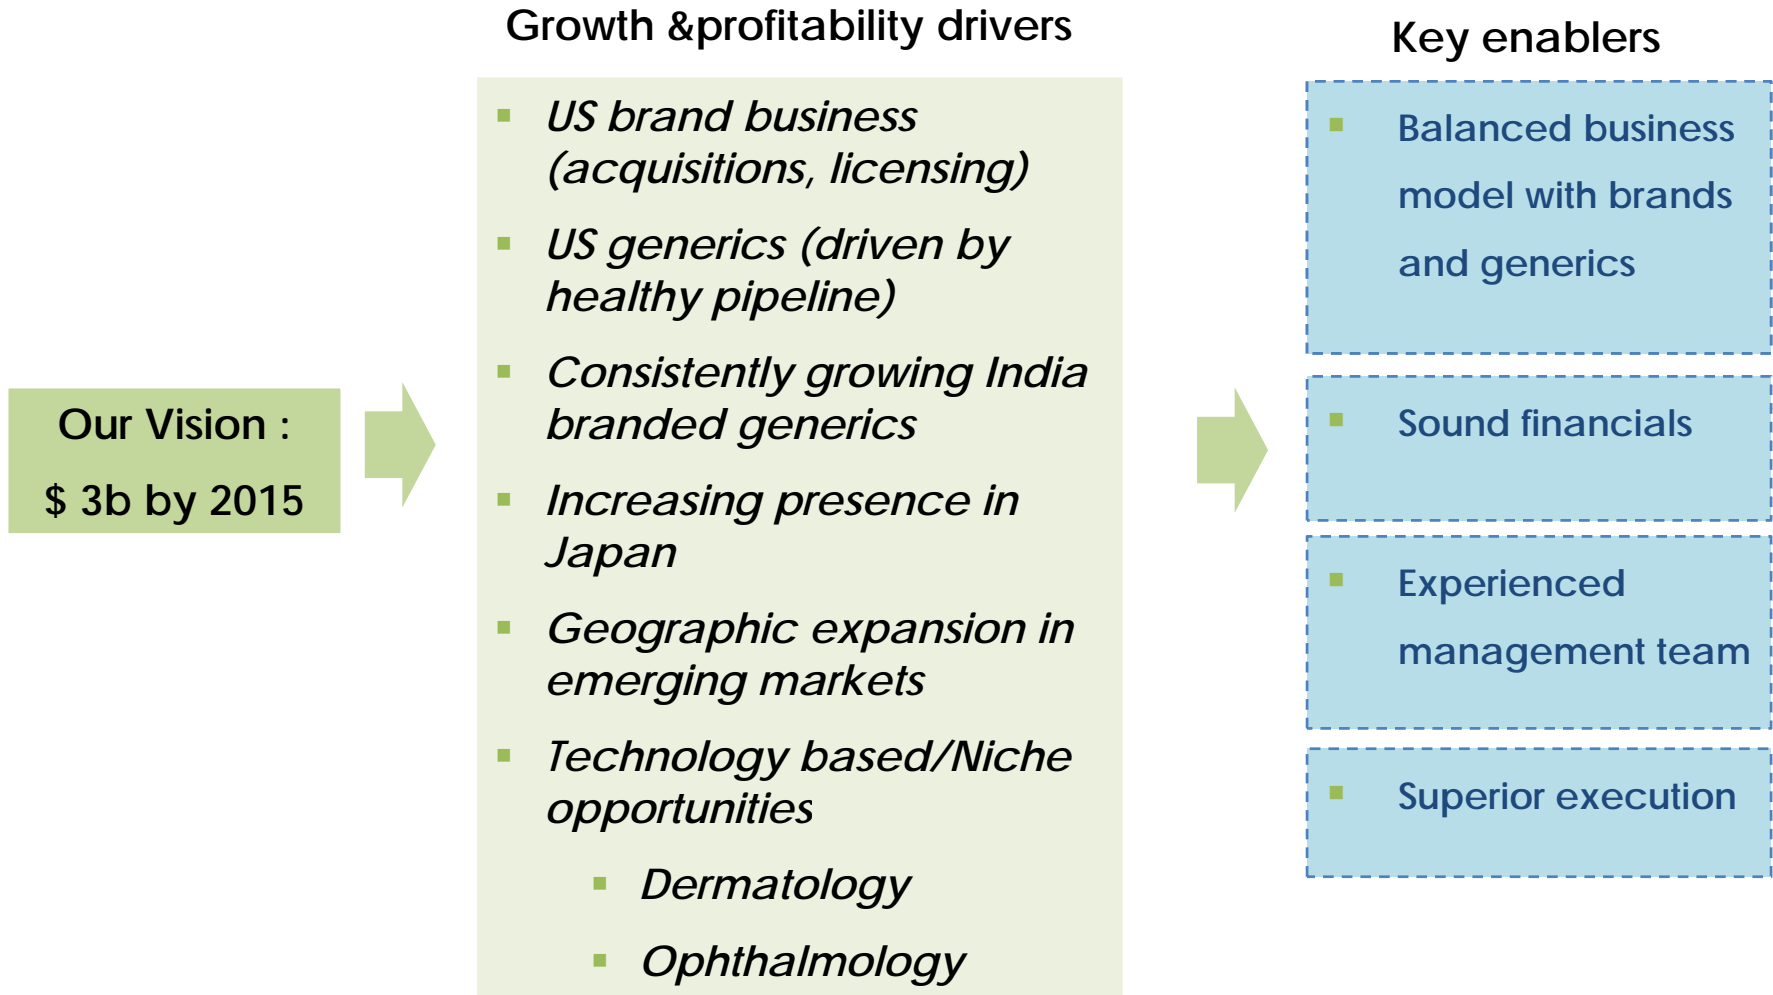 Growth &profitability drivers
Key enablers
Our Vision :
$ 3b by 2015
▪ US brand business
(acquisitions, licensing)
▪ US generics (driven by
healthy pipeline)
▪ Consistently growing India
branded generics
▪ Increasing presence in
Japan
▪ Geographic expansion in
emerging markets
▪ Technology based/Niche
opportunities
▪ Dermatology
▪ Ophthalmology
▪ Balanced business
model with brands
and generics
▪ Sound financials
▪ Experienced
management team
▪ Superior execution